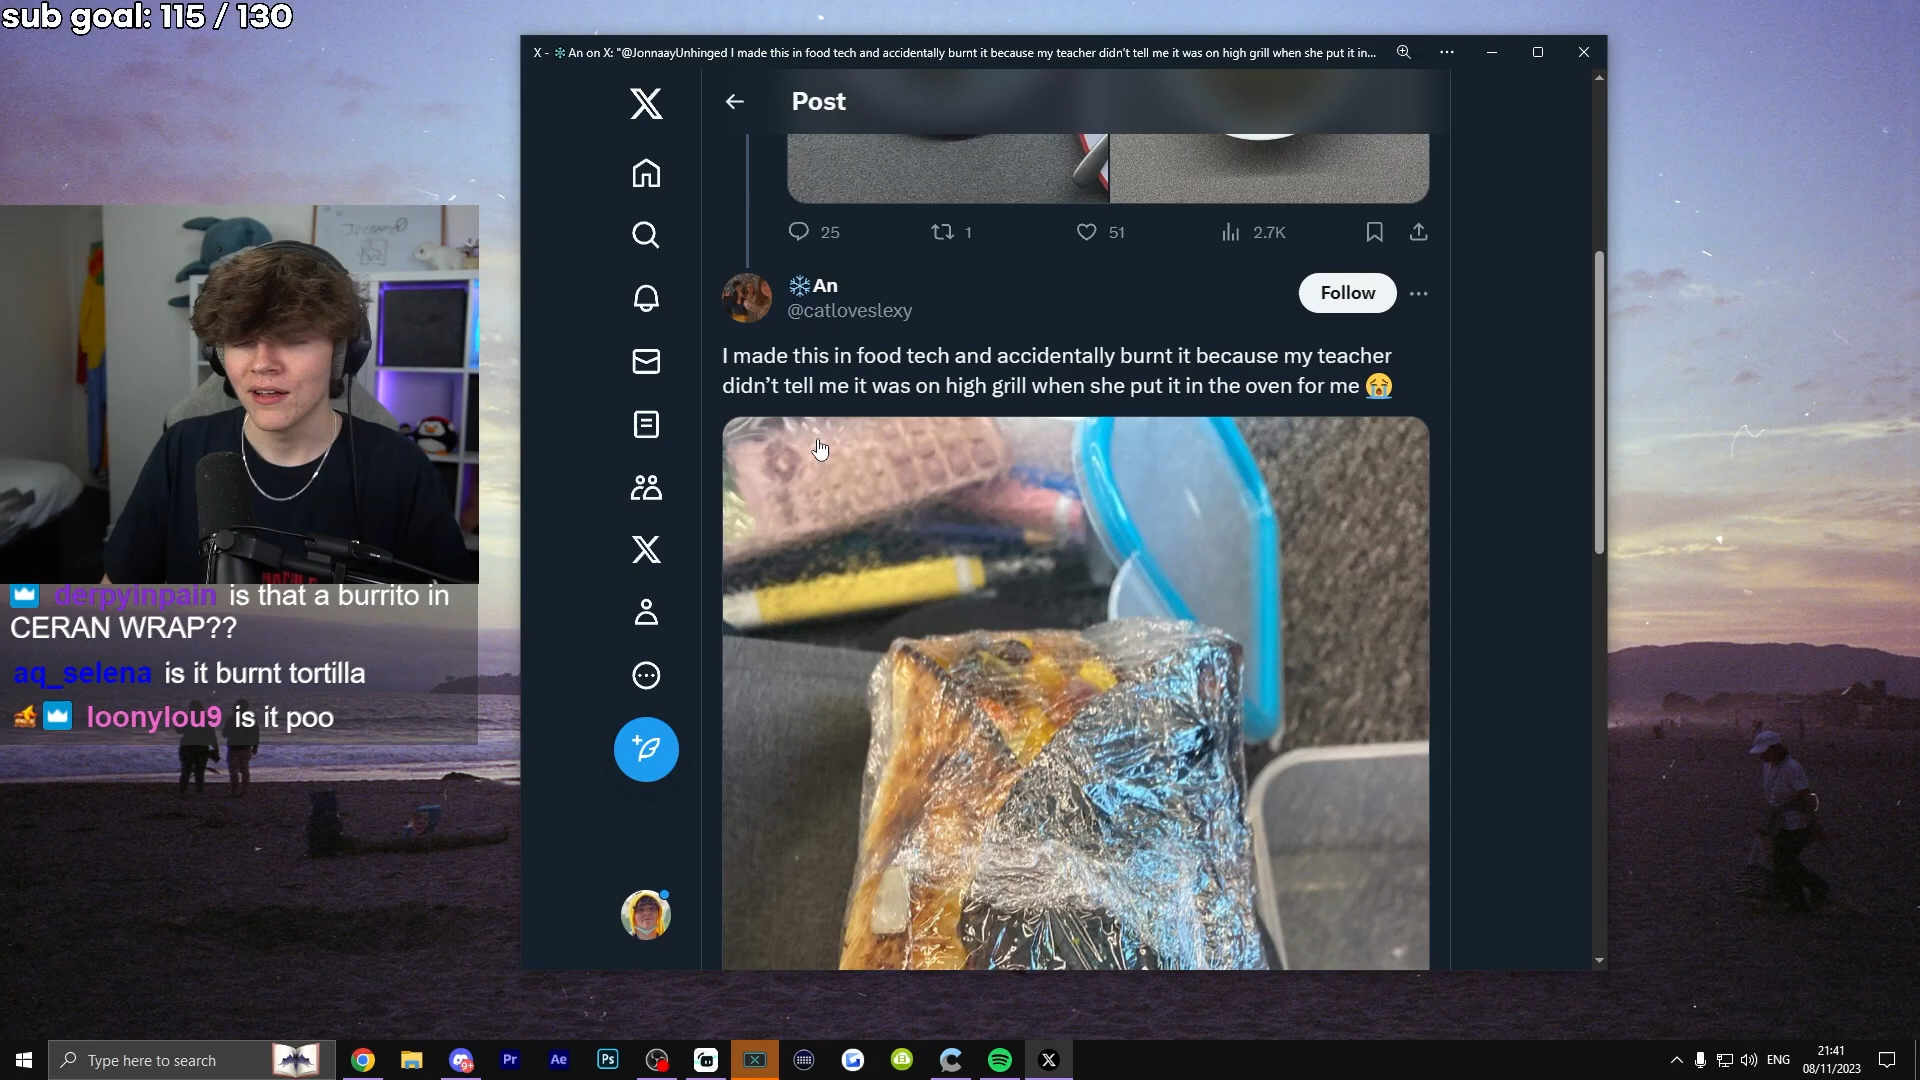 sub goal: 115 / 130
X - ❄An on X: "@JonnaayUnhinged I made this in food tech and accidentally burnt it because my teacher didn't tell me it was on high grill when she put it in...
Post
25
1
51
2.7K
❄An
@catloveslexy
Follow
I made this in food tech and accidentally burnt it because my teacher
didn't tell me it was on high grill when she put it in the oven for me 😭
derpyinpain is that a burrito in
CERAN WRAP??
aq_selena is it burnt tortilla
loonylou9 is it poo
Type here to search
9+
Pr
Ae
Ps
ENG
21:41
08/11/2023